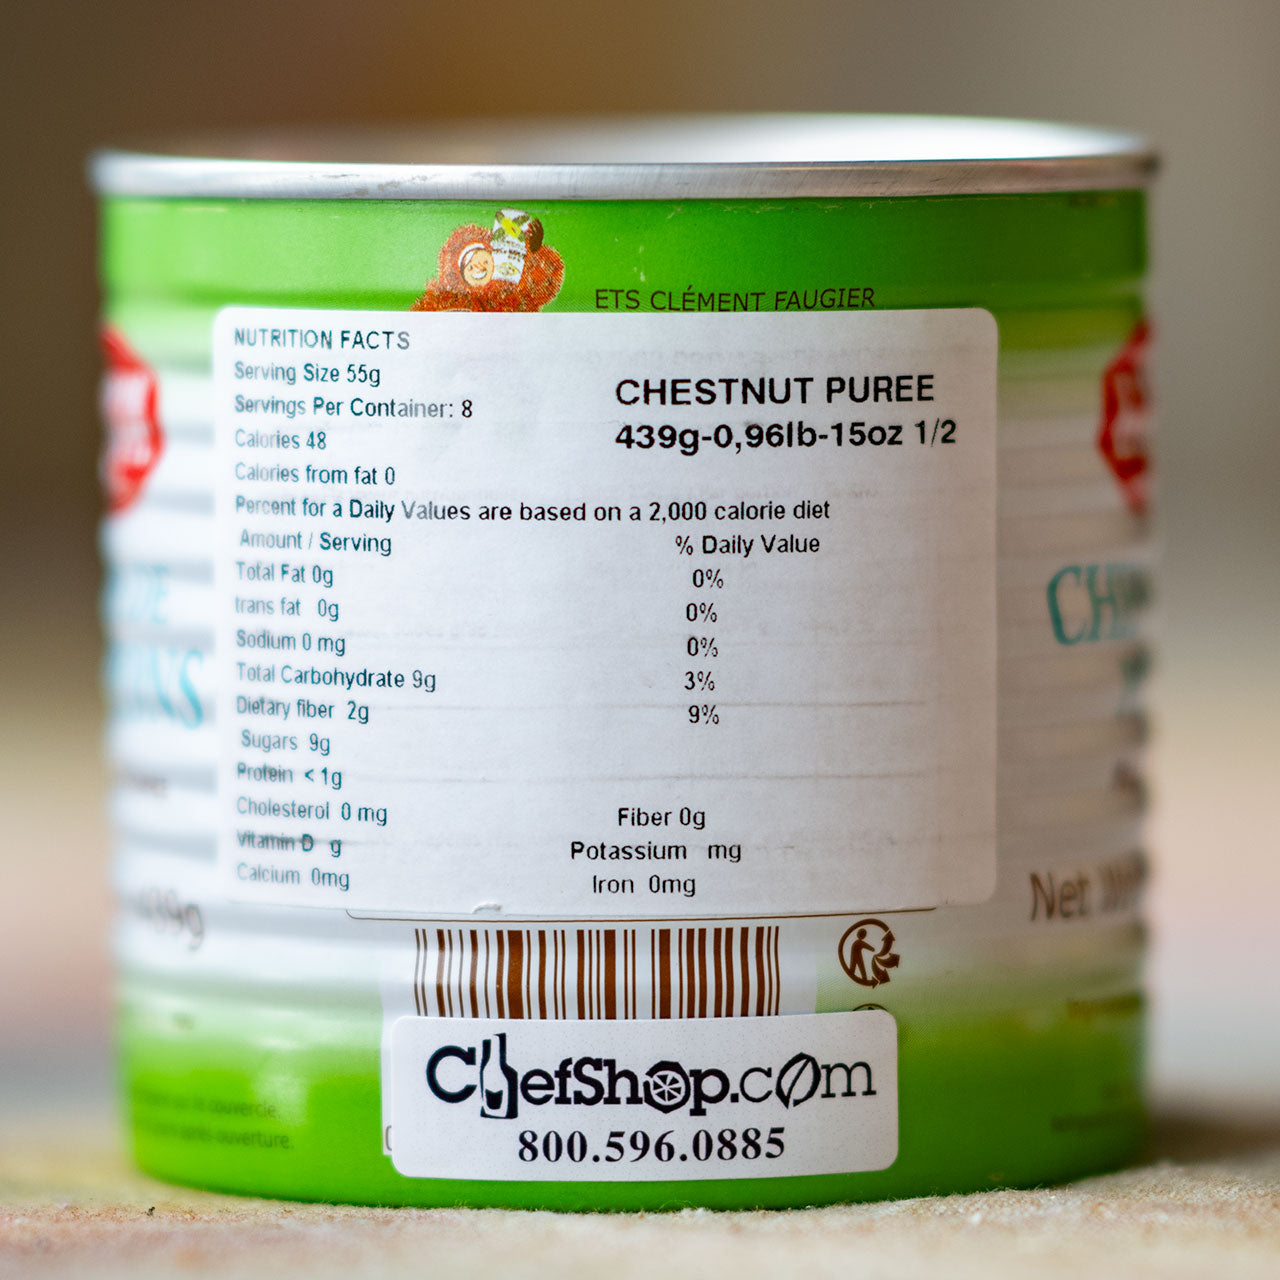 ETS CLÉMENT FAUGIER
NUTRITION FACTS
Serving Size 55g
Servings Per Container: 8
Calories 48
Calories from fat 0
CHESTNUT PUREE
439g-0,96lb-15oz 1/2
Percent for a Daily Values are based on a 2,000 calorie diet
Amount / Serving % Daily Value
Total Fat 0g 0%
trans fat 0g 0%
Sodium 0 mg 0%
Total Carbohydrate 9g 3%
Dietary fiber 2g 9%
Sugars 9g
Protein < 1g
Cholesterol 0 mg Fiber 0g
Vitamin D g Potassium mg
Calcium 0mg Iron 0mg
439g
Net
couvercle
ouverture.
ChefShop.com
800.596.0885